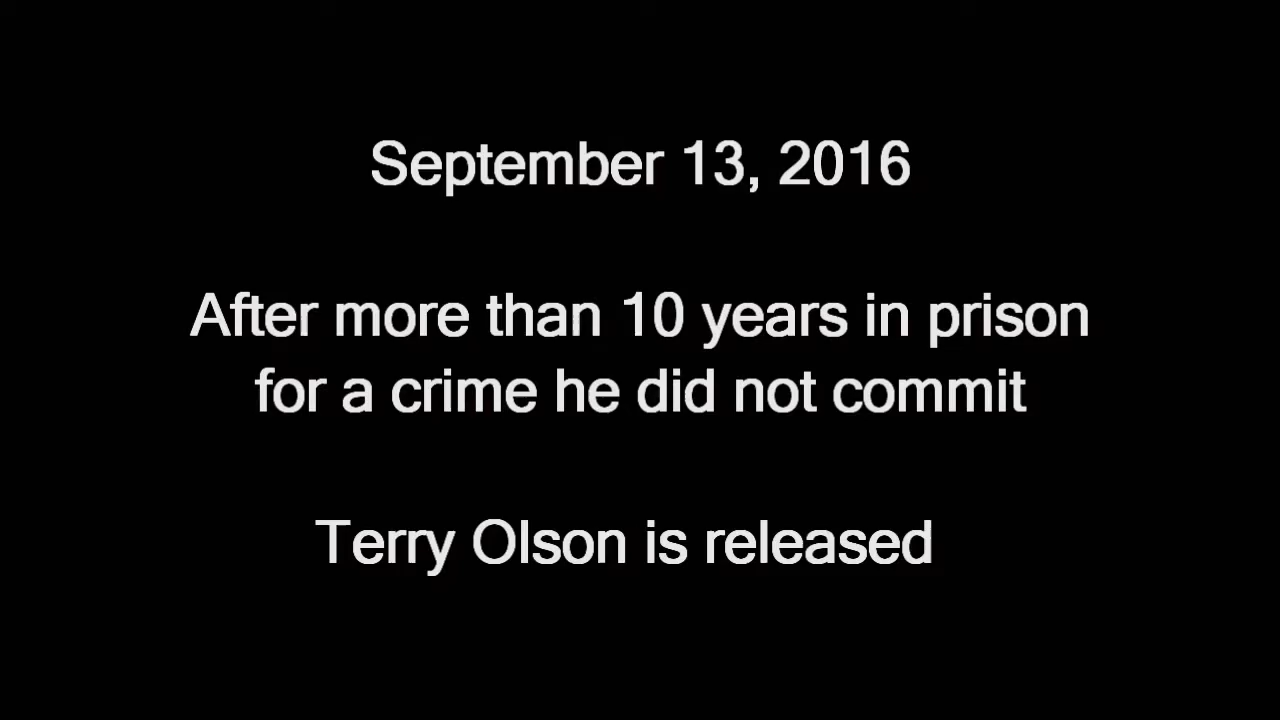 September 13, 2016
After more than 10 years in prison
for a crime he did not commit
Terry Olson is released